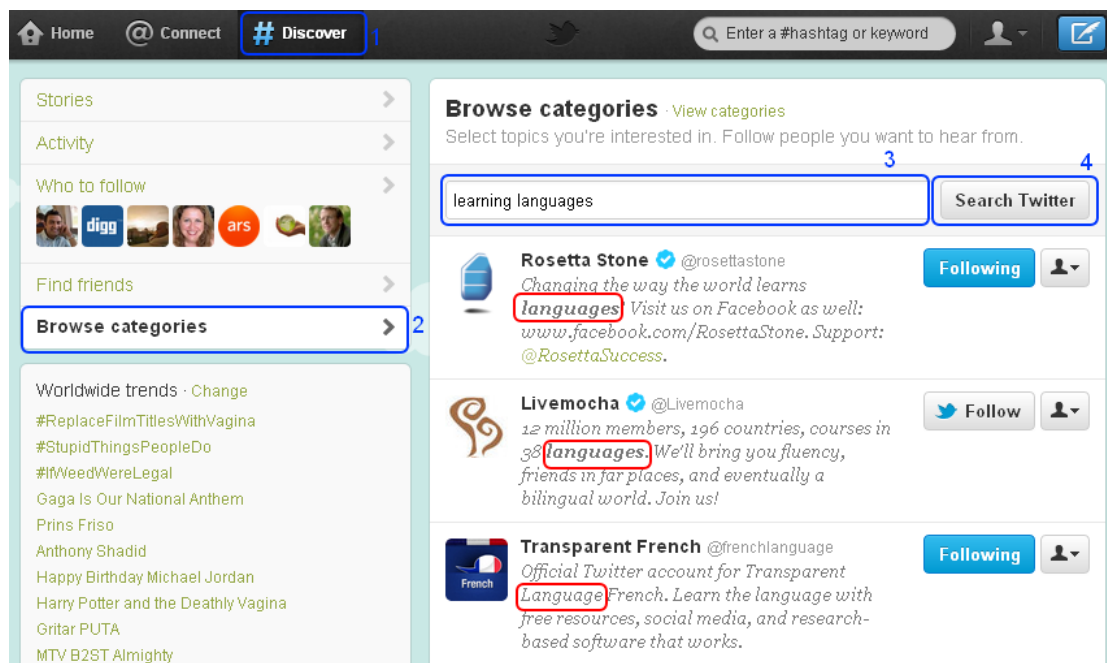 Home
Connect
# Discover
1
Enter a #hashtag or keyword
Stories
Activity
Who to follow
digg
ars
Find friends
Browse categories
2
Worldwide trends · Change
#ReplaceFilmTitlesWithVagina
#StupidThingsPeopleDo
#IfWeedWereLegal
Gaga Is Our National Anthem
Prins Friso
Anthony Shadid
Happy Birthday Michael Jordan
Harry Potter and the Deathly Vagina
Gritar PUTA
MTV B2ST Almighty
Browse categories · View categories
Select topics you're interested in. Follow people you want to hear from.
3
4
learning languages
Search Twitter
Rosetta Stone @rosettastone
Following
Changing the way the world learns
languages! Visit us on Facebook as well:
www.facebook.com/RosettaStone. Support:
@RosettaSuccess.
Livemocha @Livemocha
Follow
12 million members, 196 countries, courses in
38 languages. We'll bring you fluency,
friends in far places, and eventually a
bilingual world. Join us!
French
Transparent French @frenchlanguage
Following
Official Twitter account for Transparent
Language French. Learn the language with
free resources, social media, and research-
based software that works.